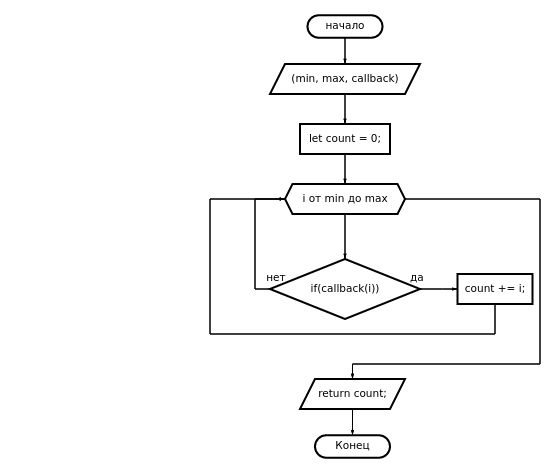 начало
(min, max, callback)
let count = 0;
i от min до max
нет
if(callback(i))
да
count += i;
return count;
Конец